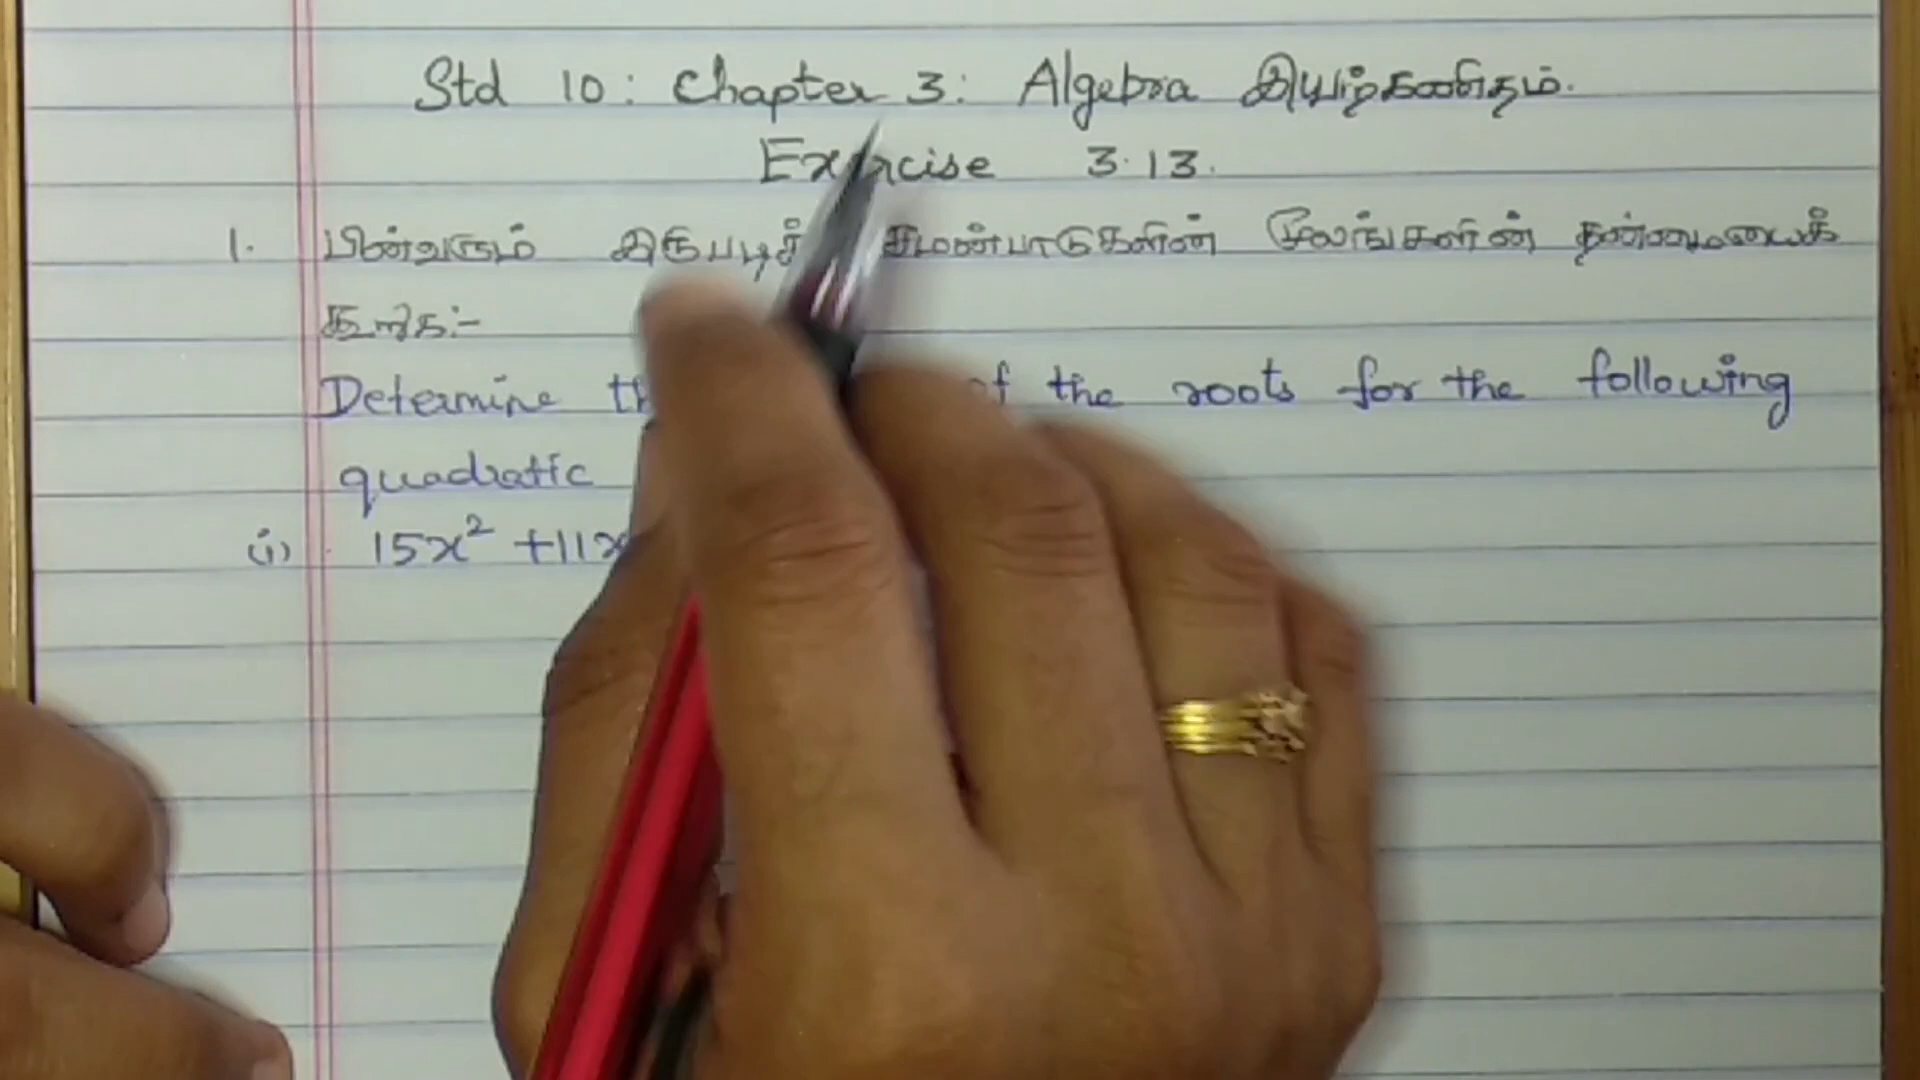 Std 10: Chapter 3: Algebra இயற்கணிதம்.
Exercise 3.13.
1. பின்வரும் இருபடிச் சமன்பாடுகளின் மூலங்களின் தன்மையைக்
கூறுக:-
Determine of the roots for the following
quadratic
(i) 15x² +11x